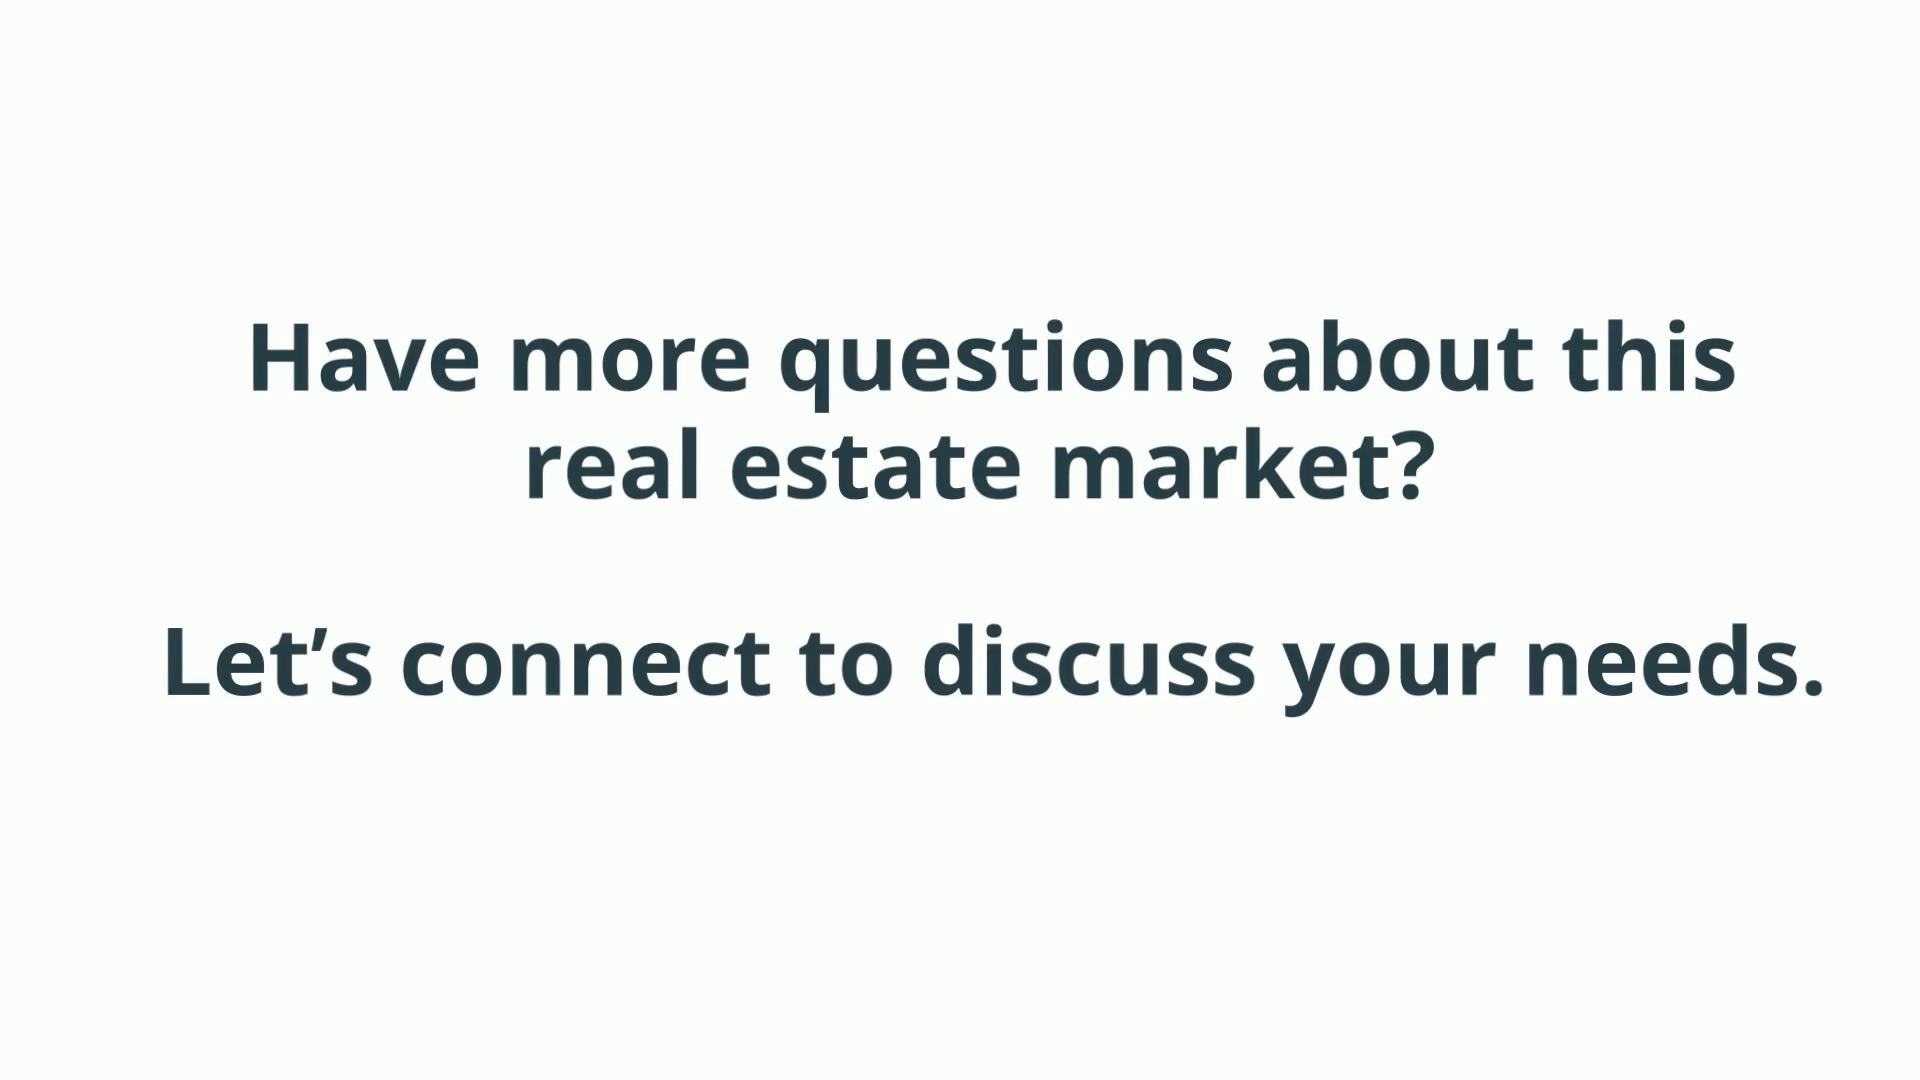 Have more questions about this
real estate market?
Let’s connect to discuss your needs.